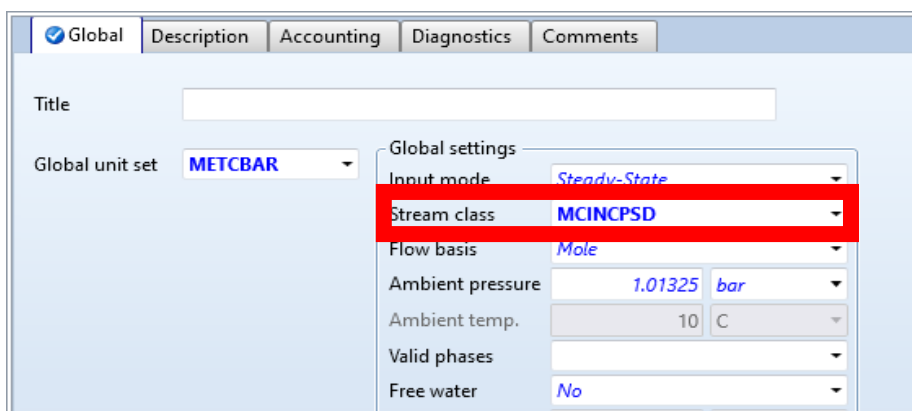 Global Description Accounting Diagnostics Comments
Title
Global unit set METCBAR
Global settings
Input mode Steady-State
Stream class MCINCPSD
Flow basis Mole
Ambient pressure 1.01325 bar
Ambient temp. 10 C
Valid phases
Free water No